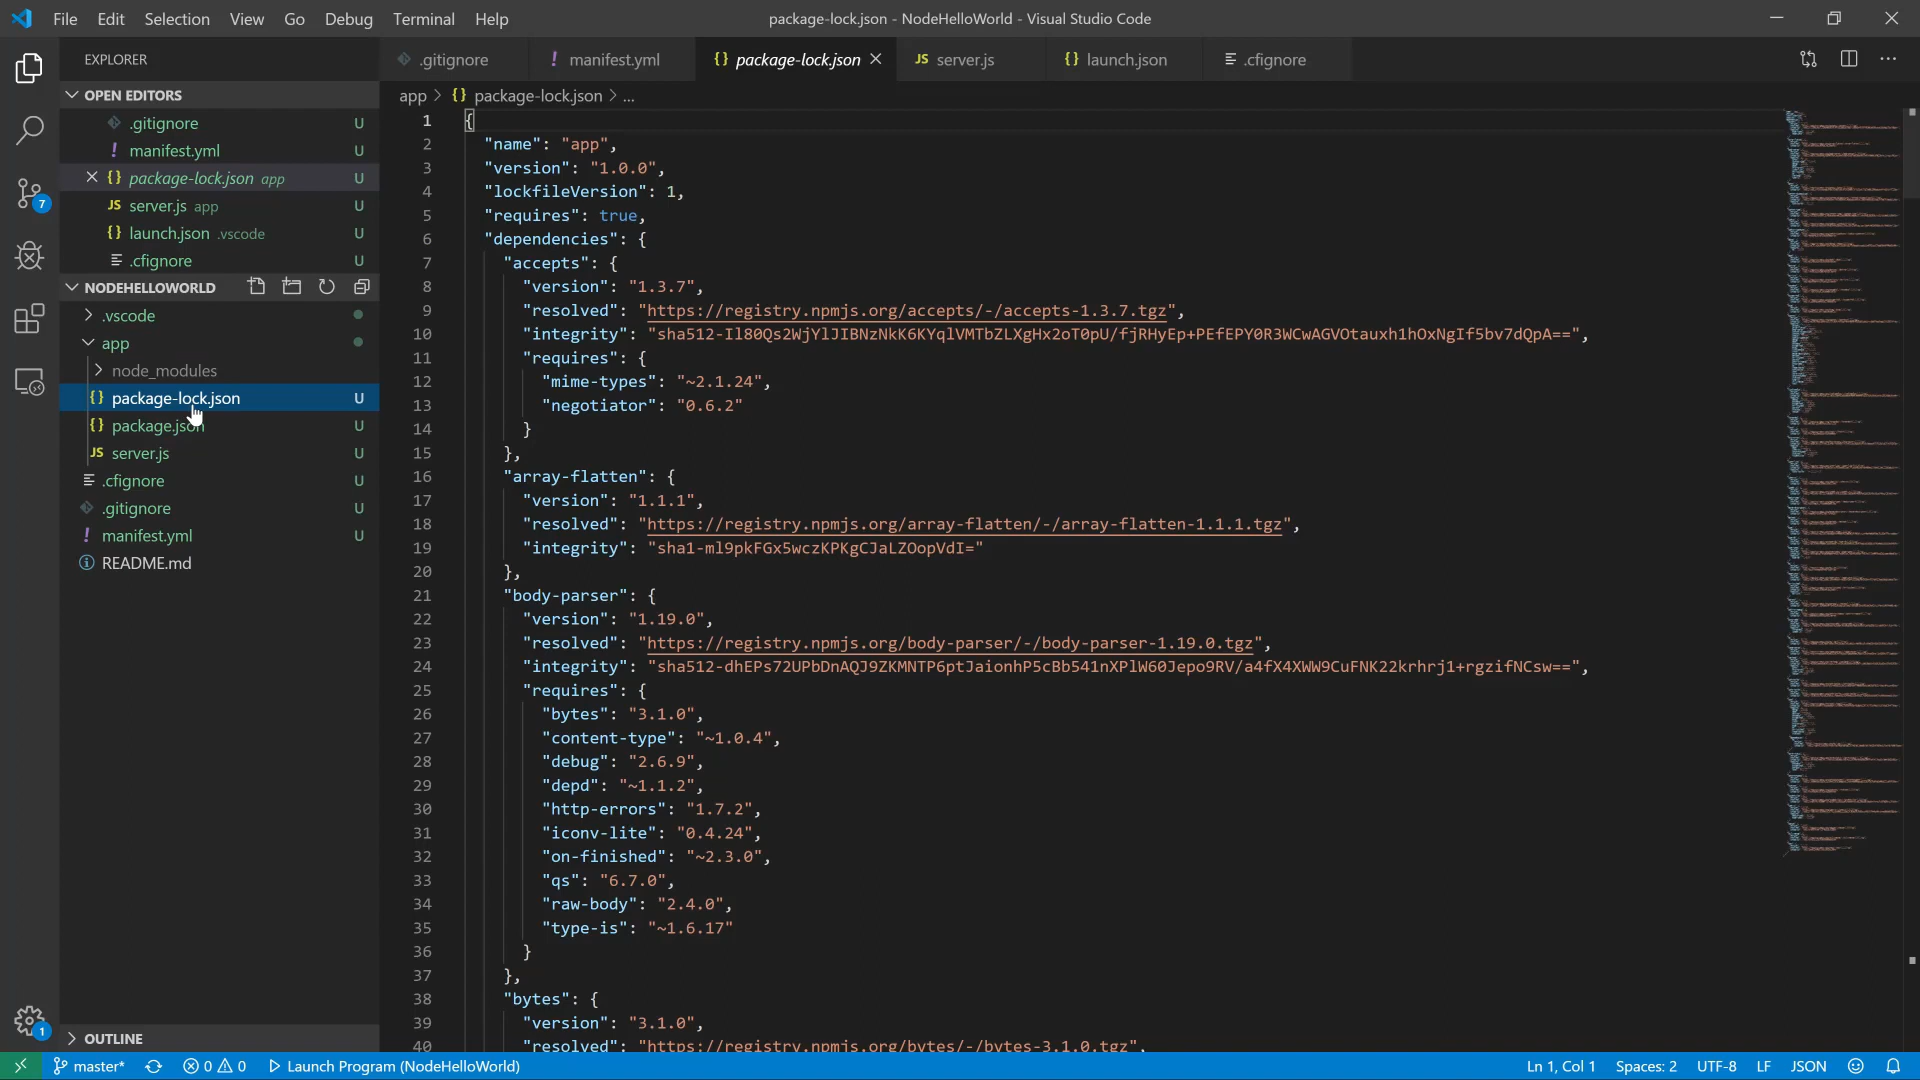 File Edit Selection View Go Debug Terminal Help
package-lock.json - NodeHelloWorld - Visual Studio Code
EXPLORER
OPEN EDITORS
.gitignore U
! manifest.yml U
{} package-lock.json app U
JS server.js app U
{} launch.json .vscode U
.cfignore U
NODEHELLOWORLD
.vscode
app
node_modules
{} package-lock.json U
{} package.json U
JS server.js U
.cfignore U
.gitignore U
! manifest.yml U
README.md
OUTLINE
7
1
.gitignore ! manifest.yml {} package-lock.json JS server.js {} launch.json .cfignore
app > {} package-lock.json > ...
1 {
2 "name": "app",
3 "version": "1.0.0",
4 "lockfileVersion": 1,
5 "requires": true,
6 "dependencies": {
7 "accepts": {
8 "version": "1.3.7",
9 "resolved": "https://registry.npmjs.org/accepts/-/accepts-1.3.7.tgz",
10 "integrity": "sha512-Il80Qs2WjYlJIBNzNkK6KYqlVMTbZLXgHx2oT0pU/fjRHyEp+PEfEPY0R3WCwAGVOtauxh1hOxNgIf5bv7dQpA==",
11 "requires": {
12 "mime-types": "~2.1.24",
13 "negotiator": "0.6.2"
14 }
15 },
16 "array-flatten": {
17 "version": "1.1.1",
18 "resolved": "https://registry.npmjs.org/array-flatten/-/array-flatten-1.1.1.tgz",
19 "integrity": "sha1-ml9pkFGx5wczKPKgCJaLZOopVdI="
20 },
21 "body-parser": {
22 "version": "1.19.0",
23 "resolved": "https://registry.npmjs.org/body-parser/-/body-parser-1.19.0.tgz",
24 "integrity": "sha512-dhEPs72UPbDnAQJ9ZKMNTP6ptJaionhP5cBb541nXPlW60Jepo9RV/a4fX4XWW9CuFNK22krhrj1+rgzifNCsw==",
25 "requires": {
26 "bytes": "3.1.0",
27 "content-type": "~1.0.4",
28 "debug": "2.6.9",
29 "depd": "~1.1.2",
30 "http-errors": "1.7.2",
31 "iconv-lite": "0.4.24",
32 "on-finished": "~2.3.0",
33 "qs": "6.7.0",
34 "raw-body": "2.4.0",
35 "type-is": "~1.6.17"
36 }
37 },
38 "bytes": {
39 "version": "3.1.0",
40 "resolved": "https://registry.npmjs.org/bytes/-/bytes-3.1.0.tgz",
master* 0 0 Launch Program (NodeHelloWorld) Ln 1, Col 1 Spaces: 2 UTF-8 LF JSON